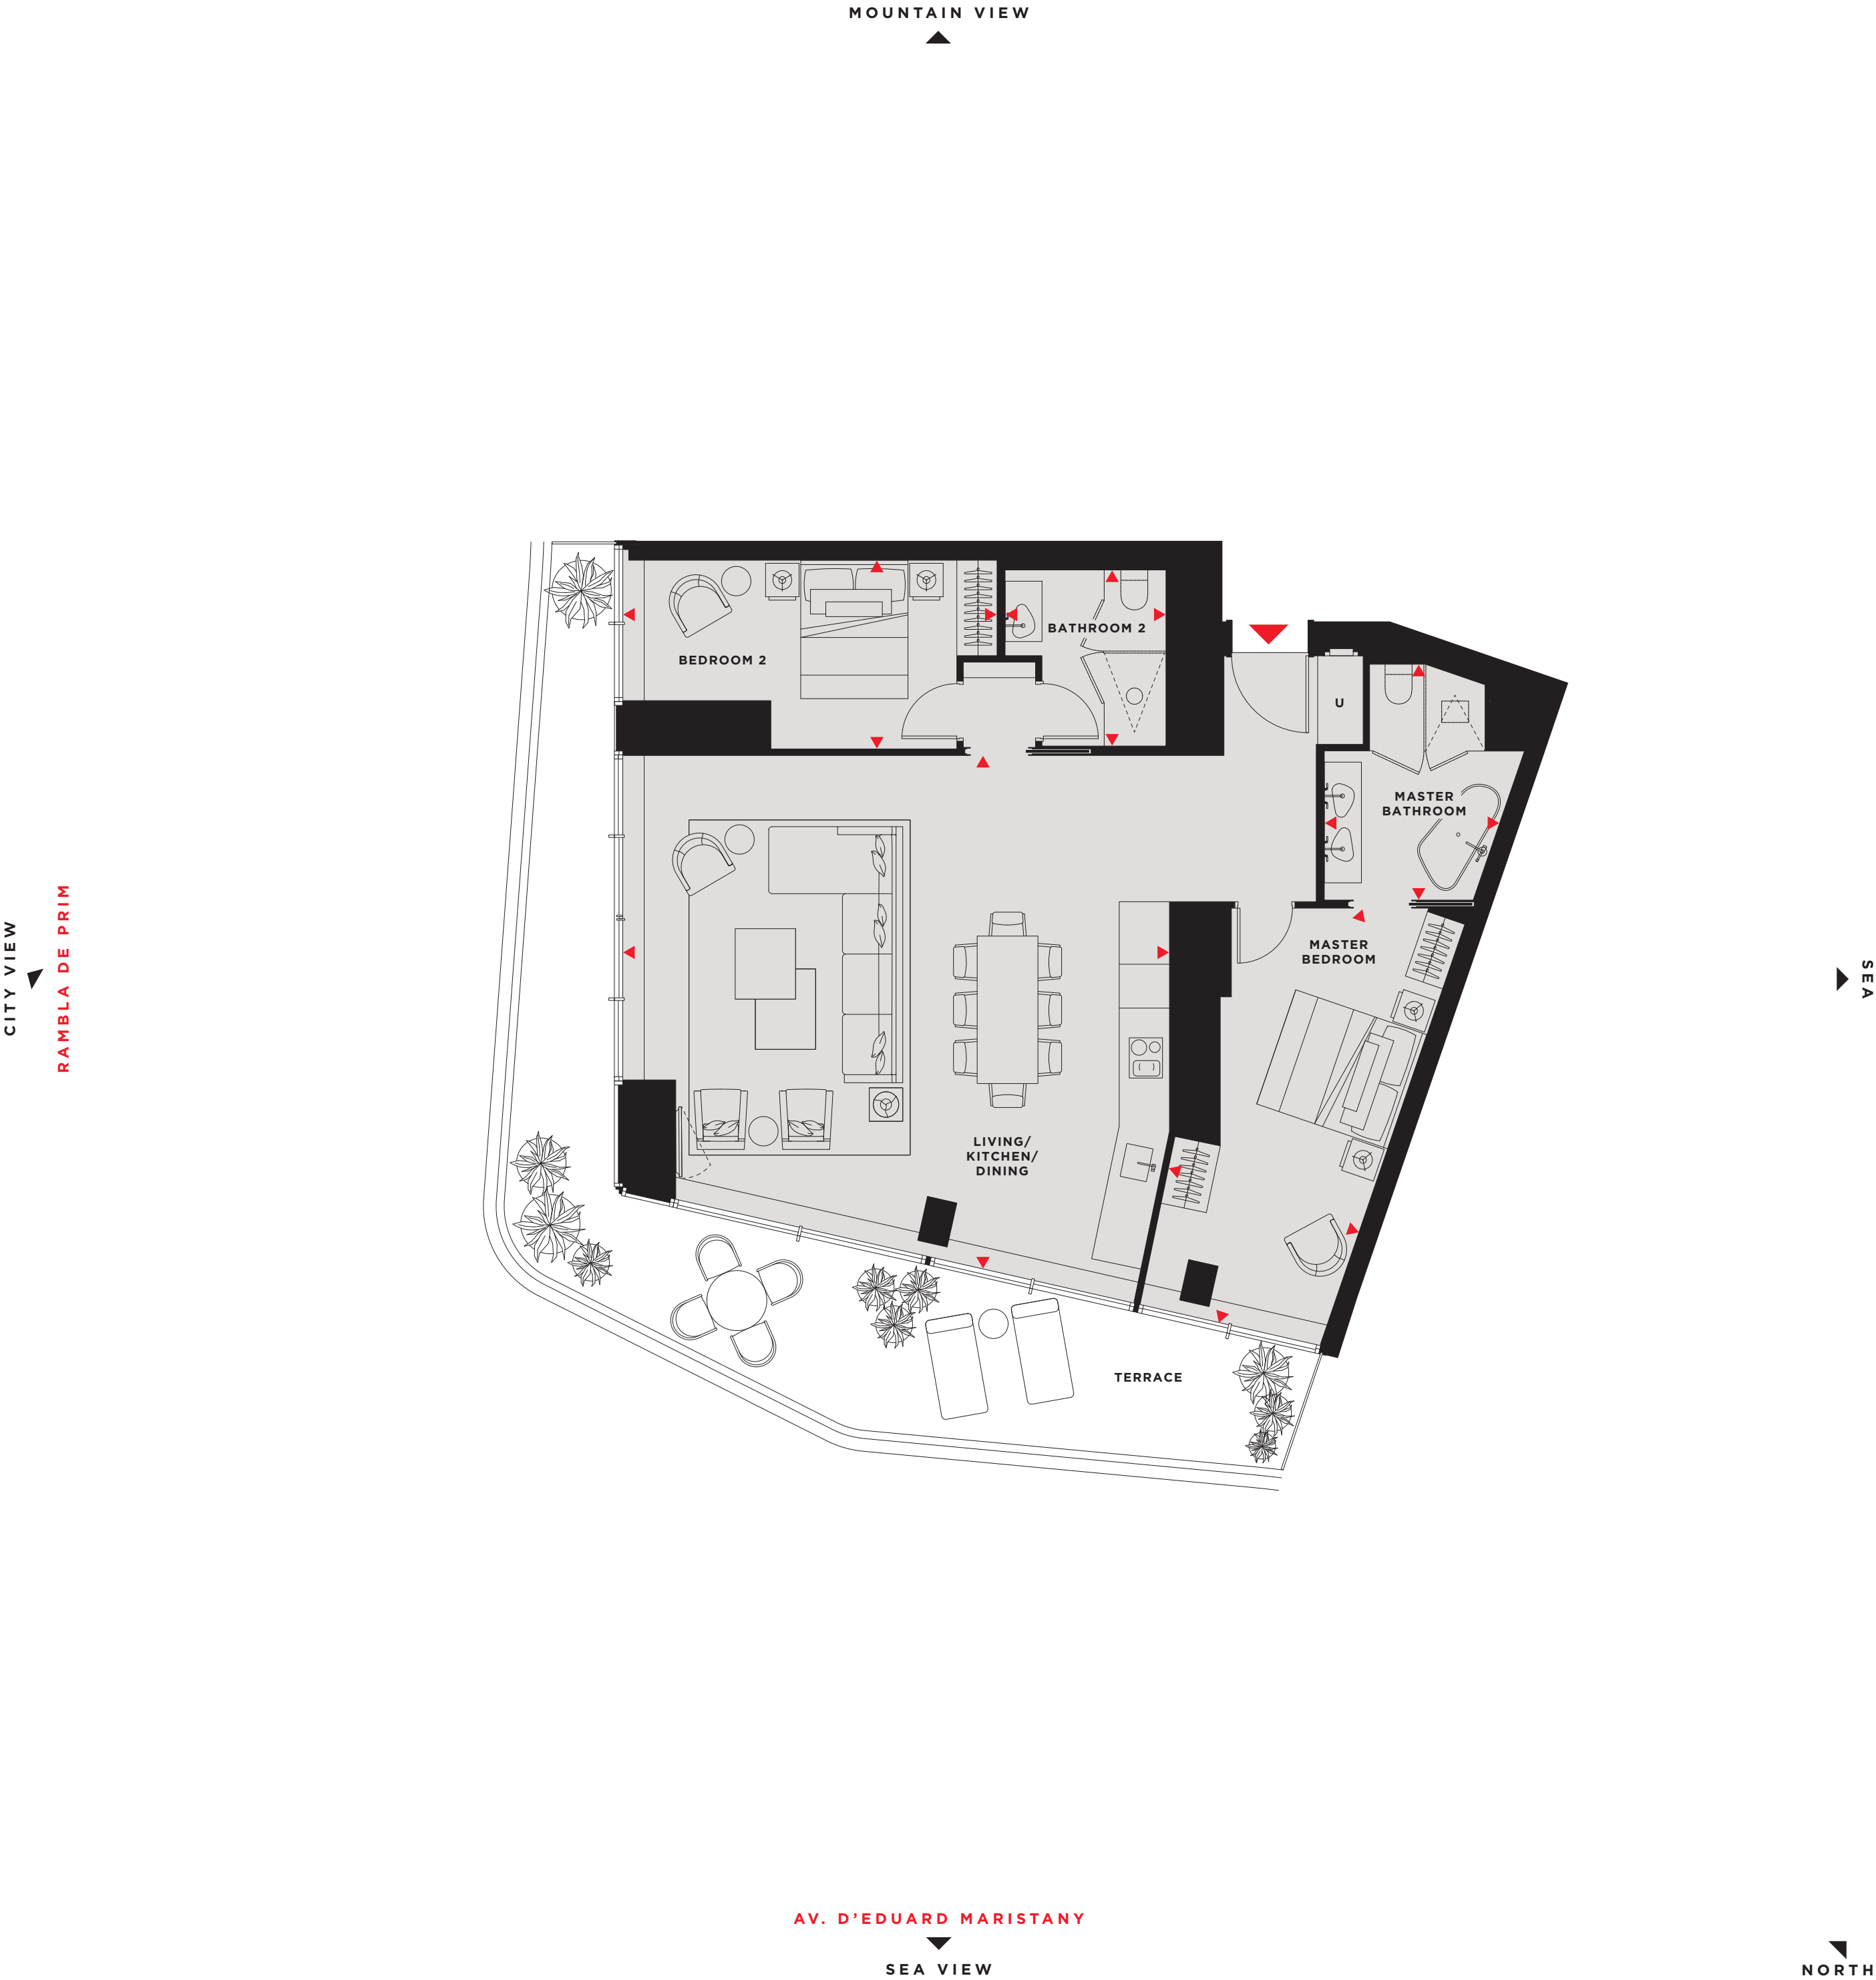 MOUNTAIN VIEW
BEDROOM 2
BATHROOM 2
U
MASTER
BATHROOM
MASTER
BEDROOM
CITY VIEW
RAMBLA DE PRIM
SEA
LIVING/
KITCHEN/
DINING
TERRACE
AV. D’EDUARD MARISTANY
SEA VIEW
NORTH